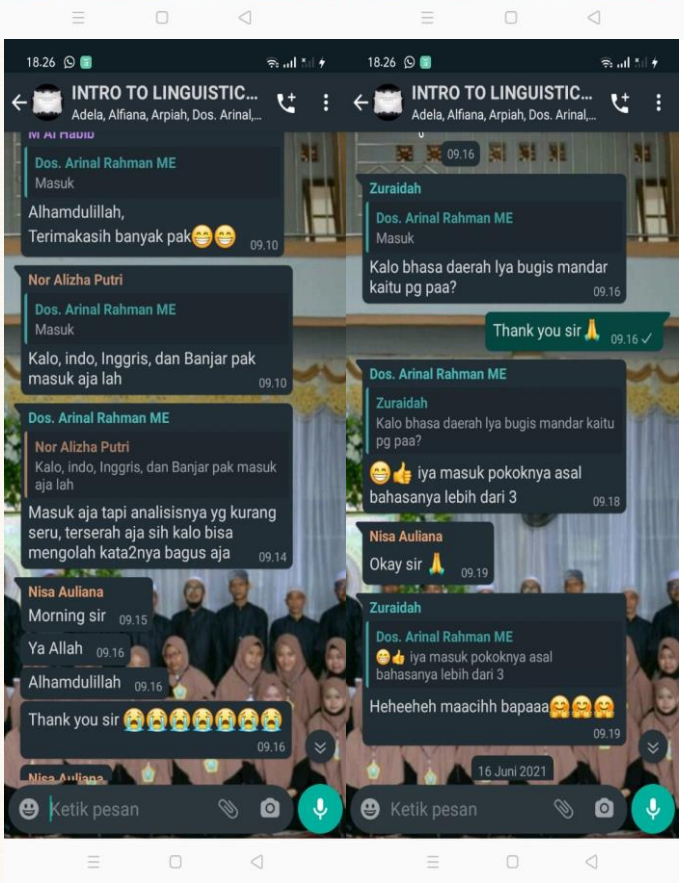 18.26
INTRO TO LINGUISTIC...
Adela, Alfiana, Arpiah, Dos. Arinal,...
M Al Habib
Dos. Arinal Rahman ME
Masuk
Alhamdulillah,
Terimakasih banyak pak😁😁
09.10
Nor Alizha Putri
Dos. Arinal Rahman ME
Masuk
Kalo, indo, Inggris, dan Banjar pak
masuk aja lah
09.10
Dos. Arinal Rahman ME
Nor Alizha Putri
Kalo, indo, Inggris, dan Banjar pak masuk
aja lah
Masuk aja tapi analisisnya yg kurang
seru, terserah aja sih kalo bisa
mengolah kata2nya bagus aja
09.14
Nisa Auliana
Morning sir 09.15
Ya Allah 09.16
Alhamdulillah 09.16
Thank you sir😭😭😭😭😭😭😭
09.16
Nisa Auliana
Ketik pesan
18.26
INTRO TO LINGUISTIC...
Adela, Alfiana, Arpiah, Dos. Arinal,...
09.16
Zuraidah
Dos. Arinal Rahman ME
Masuk
Kalo bhasa daerah lya bugis mandar
kaitu pg paa?
09.16
Thank you sir🙏 09.16
Dos. Arinal Rahman ME
Zuraidah
Kalo bhasa daerah lya bugis mandar kaitu
pg paa?
😁👍 iya masuk pokoknya asal
bahasanya lebih dari 3
09.18
Nisa Auliana
Okay sir 🙏 09.19
Zuraidah
Dos. Arinal Rahman ME
😁👍 iya masuk pokoknya asal
bahasanya lebih dari 3
Heheeheh maacihh bapaaa🤗🤗🤗
09.19
16 Juni 2021
Ketik pesan